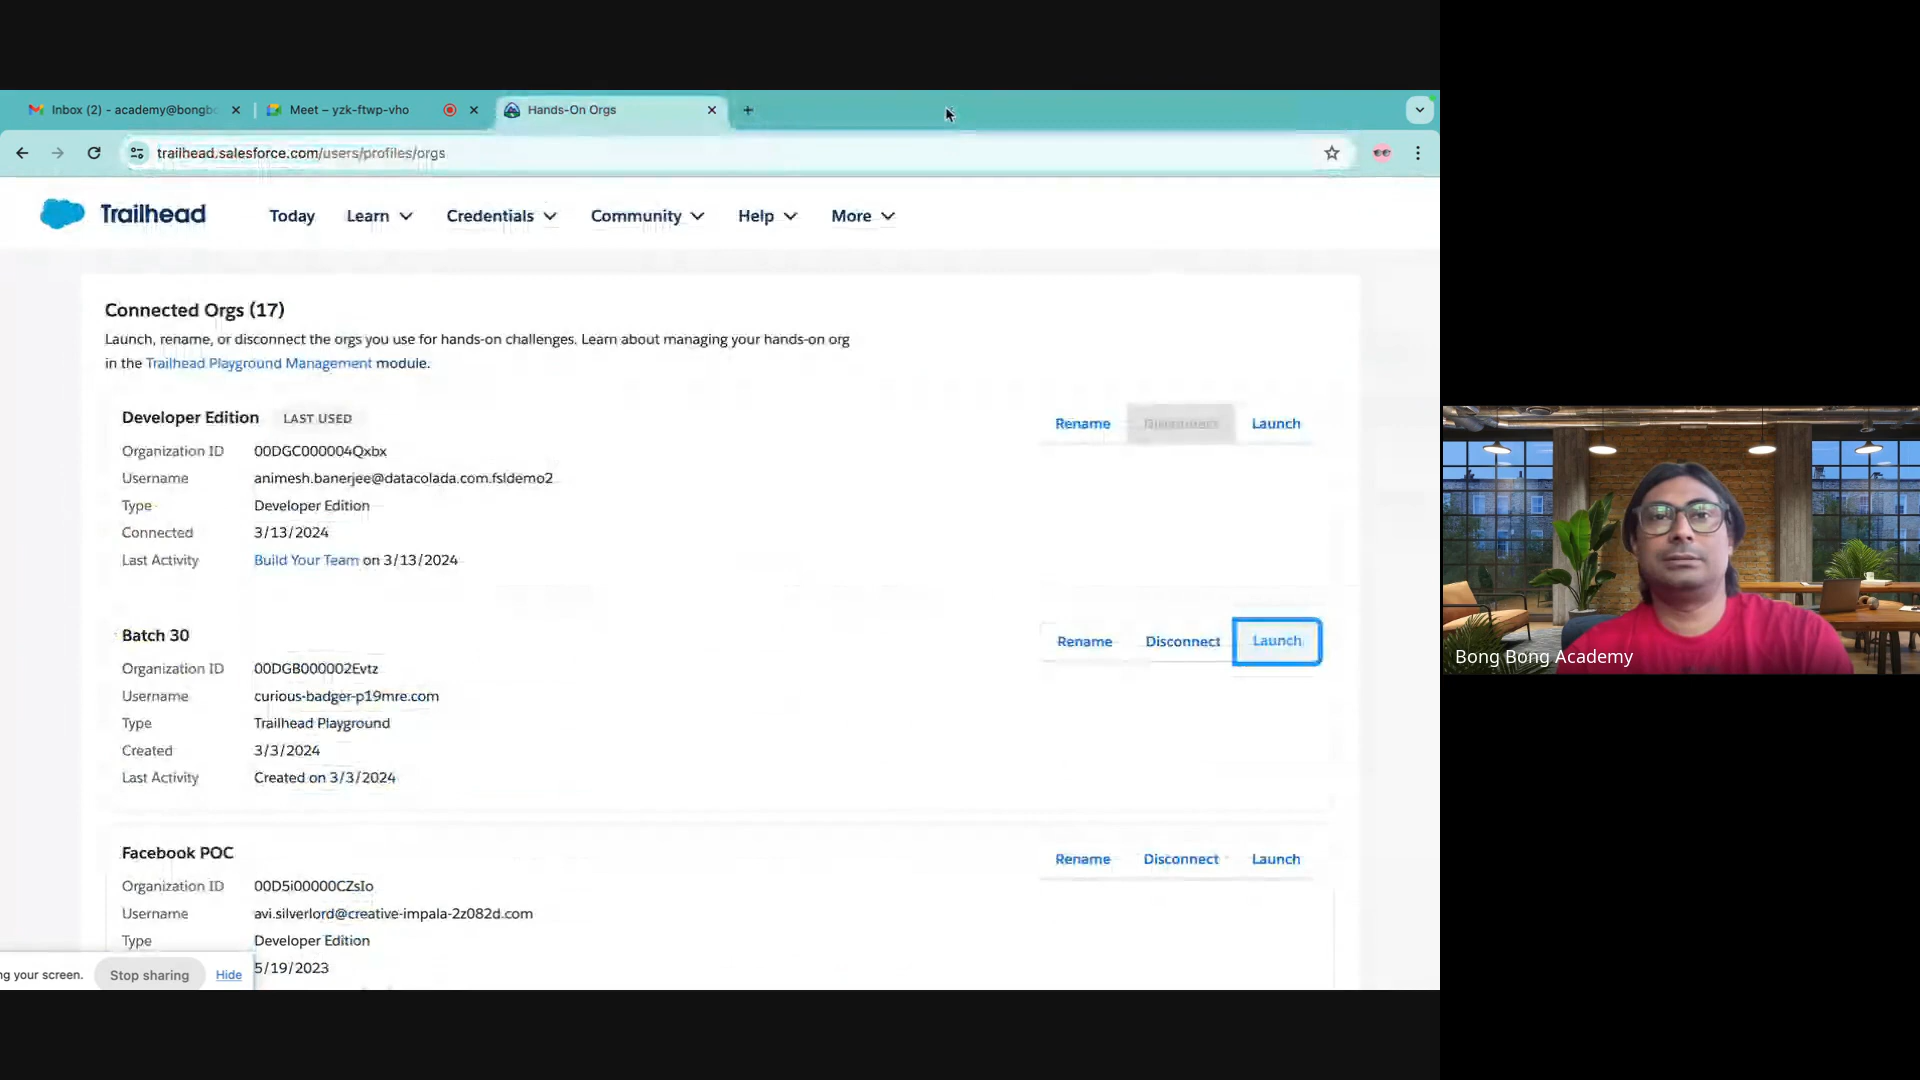 Inbox (2) - academy@bongb
Meet – yzk-ftwp-vho
Hands-On Orgs
trailhead.salesforce.com/users/profiles/orgs
Trailhead
Today
Learn
Credentials
Community
Help
More
Connected Orgs (17)
Launch, rename, or disconnect the orgs you use for hands-on challenges. Learn about managing your hands-on org
in the Trailhead Playground Management module.
Developer Edition LAST USED
Rename Disconnect Launch
Organization ID 00DGC000004Qxbx
Username animesh.banerjee@datacolada.com.fsldemo2
Type Developer Edition
Connected 3/13/2024
Last Activity Build Your Team on 3/13/2024
Batch 30
Rename Disconnect Launch
Organization ID 00DGB000002Evtz
Username curious-badger-p19mre.com
Type Trailhead Playground
Created 3/3/2024
Last Activity Created on 3/3/2024
Facebook POC
Rename Disconnect Launch
Organization ID 00D5i00000CZsIo
Username avi.silverlord@creative-impala-2z082d.com
Type Developer Edition
5/19/2023
ng your screen. Stop sharing Hide
Bong Bong Academy